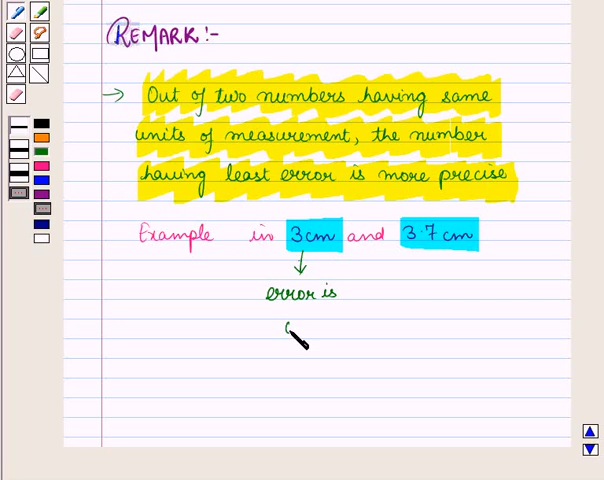 REMARK:-
→ Out of two numbers having same
units of measurement, the number
having least error is more precise
Example in 3cm and 3.7cm
error is